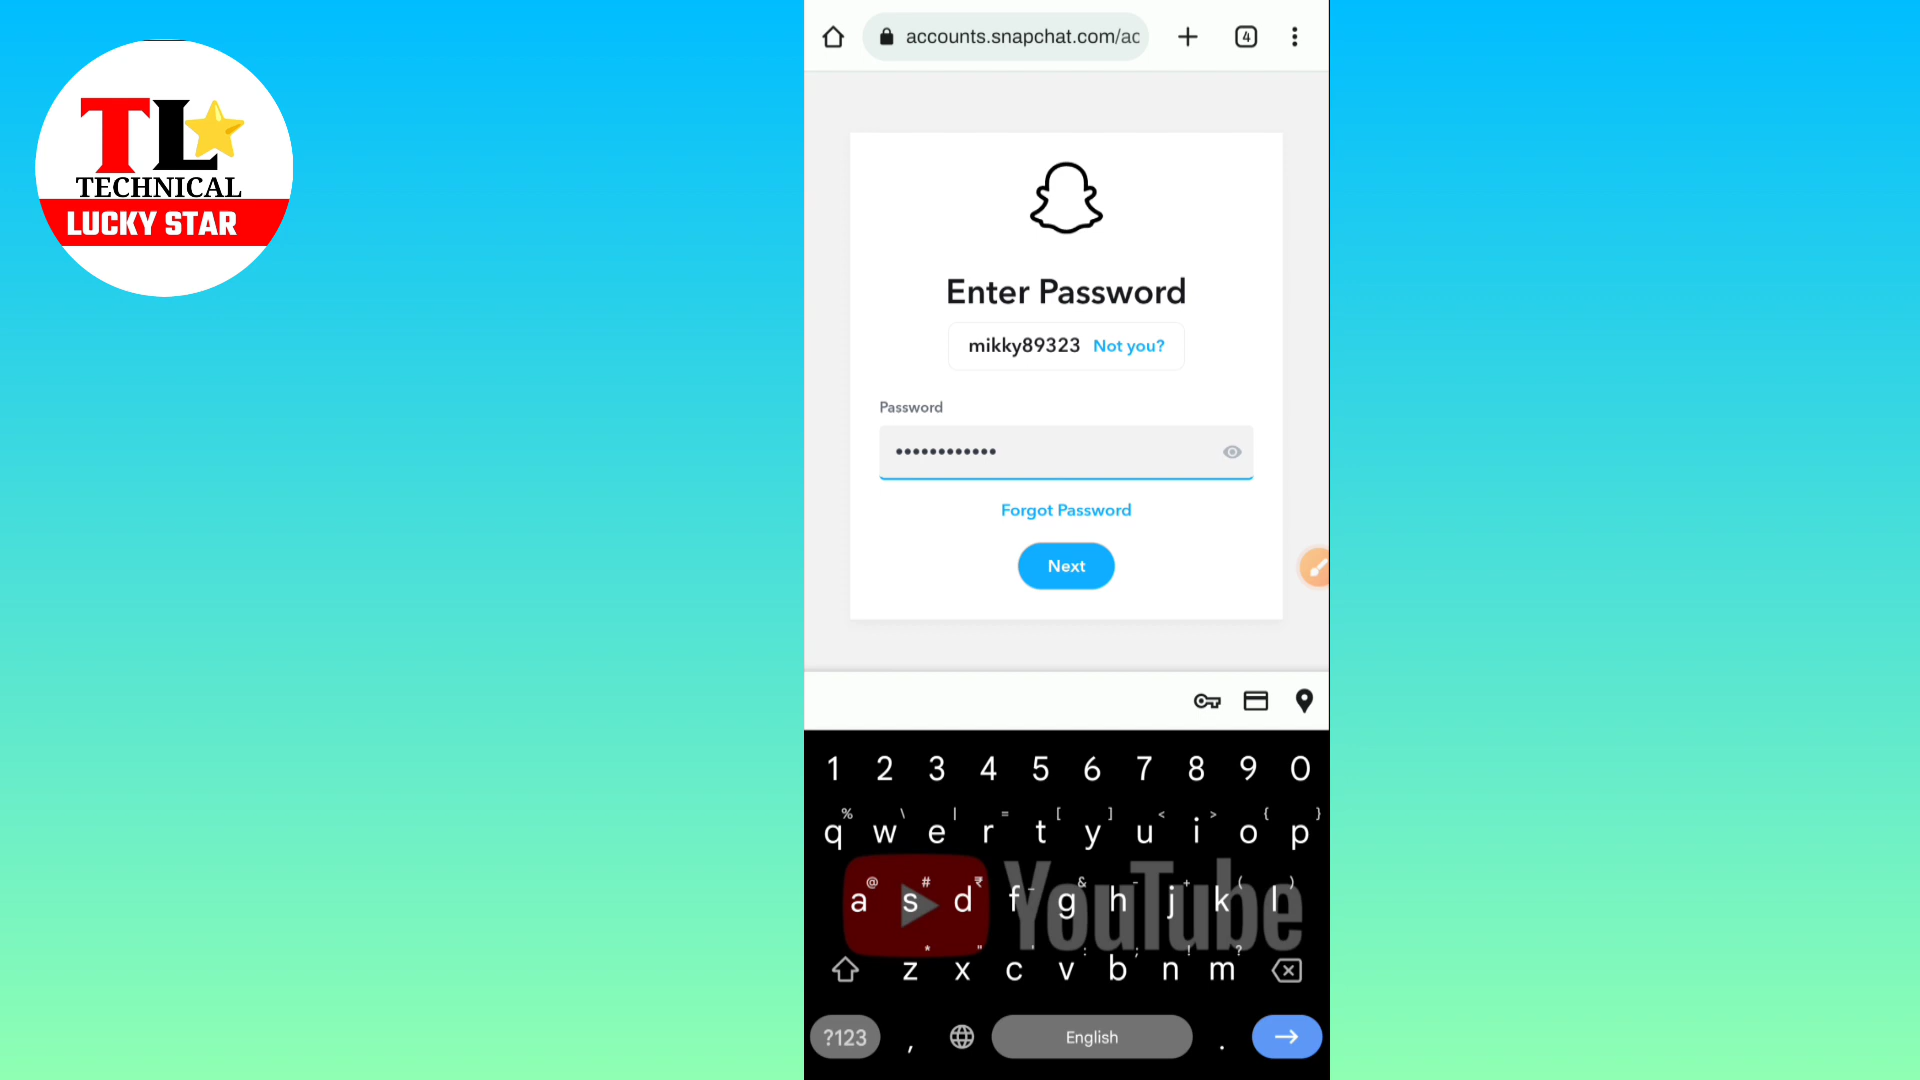 TL
TECHNICAL
LUCKY STAR
accounts.snapchat.com/ac
4
Enter Password
mikky89323 Not you?
Password
••••••••••••
Forgot Password
Next
1 2 3 4 5 6 7 8 9 0
% \ | = [ ] < > { }
q w e r t y u i o p
@ # ₹ _ & - + ( )
a s d f g h j k l
YouTube
* " ' : ; ! ?
z x c v b n m
?123 , English .